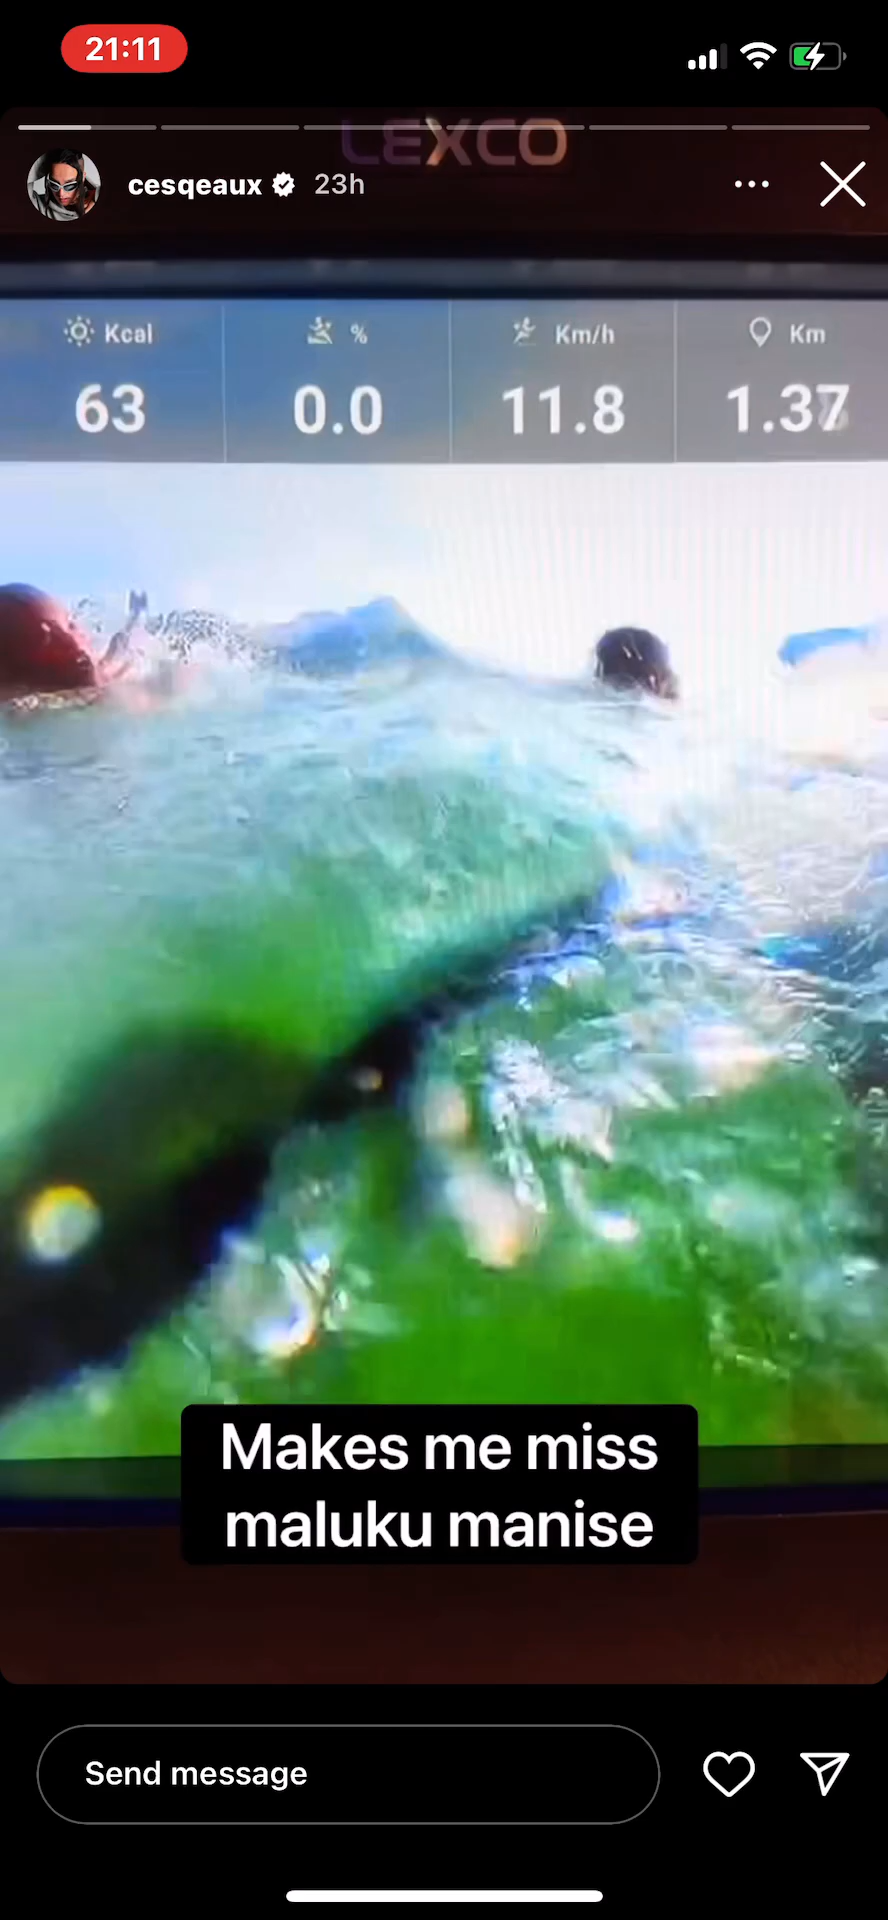 21:11
LEXCO
cesqeaux 23h
Kcal % Km/h Km
63 0.0 11.8 1.37
Makes me miss
maluku manise
Send message